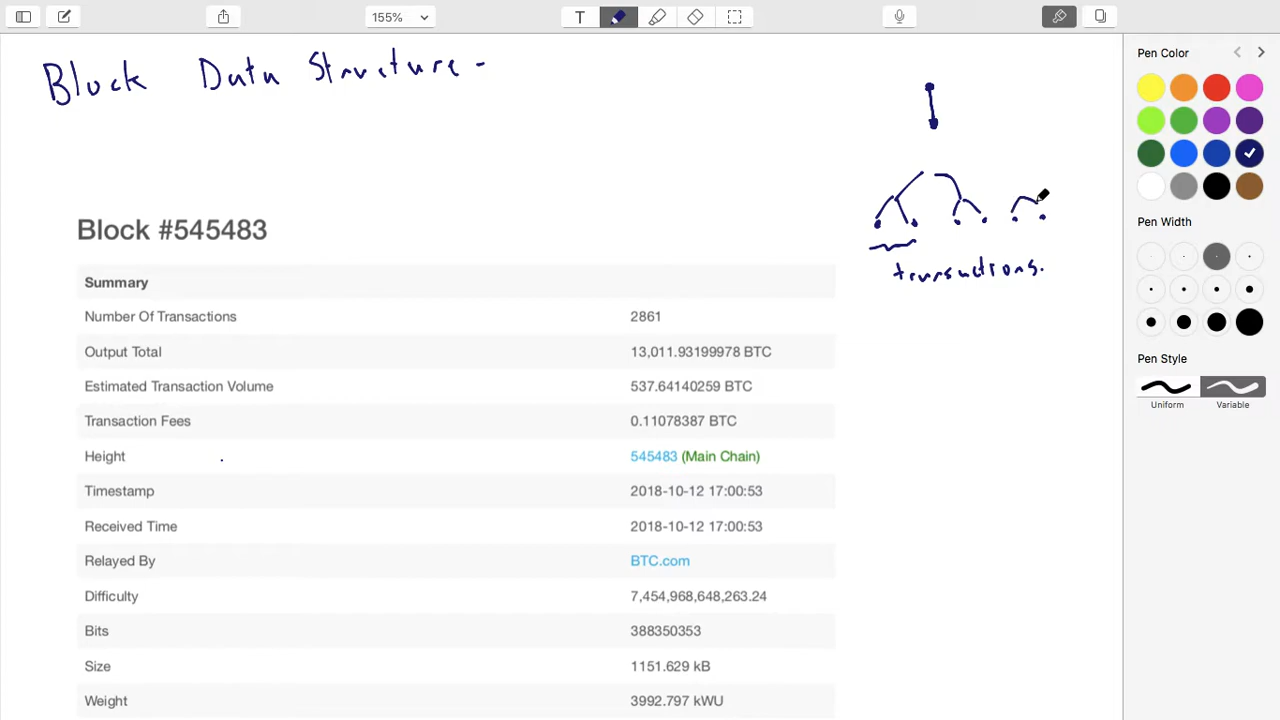 155%
T
Block Data Structure -
Pen Color
Pen Width
Pen Style
Uniform Variable
transactions.
Block #545483
Summary
Number Of Transactions 2861
Output Total 13,011.93199978 BTC
Estimated Transaction Volume 537.64140259 BTC
Transaction Fees 0.11078387 BTC
Height 545483 (Main Chain)
Timestamp 2018-10-12 17:00:53
Received Time 2018-10-12 17:00:53
Relayed By BTC.com
Difficulty 7,454,968,648,263.24
Bits 388350353
Size 1151.629 kB
Weight 3992.797 kWU